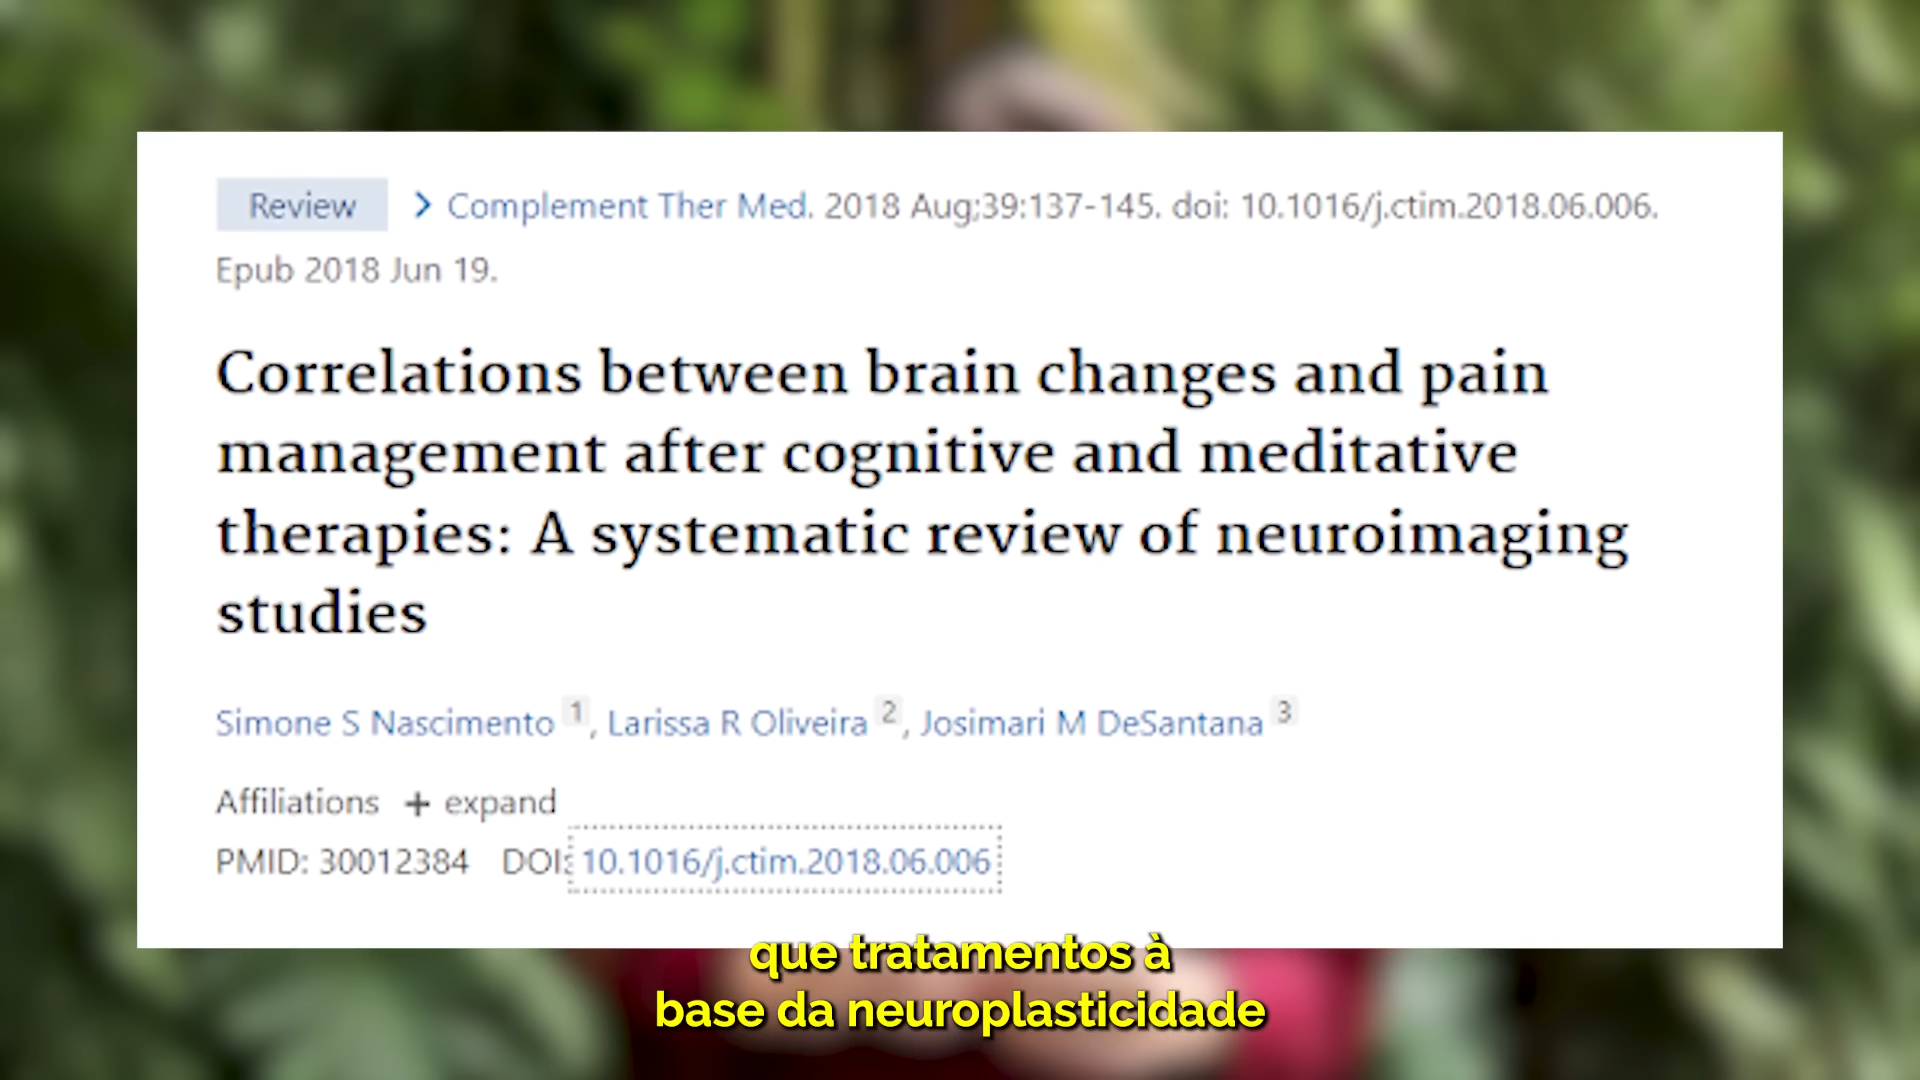 Review > Complement Ther Med. 2018 Aug;39:137-145. doi: 10.1016/j.ctim.2018.06.006.
Epub 2018 Jun 19.
Correlations between brain changes and pain
management after cognitive and meditative
therapies: A systematic review of neuroimaging
studies
Simone S Nascimento 1, Larissa R Oliveira 2, Josimari M DeSantana 3
Affiliations + expand
PMID: 30012384 DOI: 10.1016/j.ctim.2018.06.006
que tratamentos à
base da neuroplasticidade